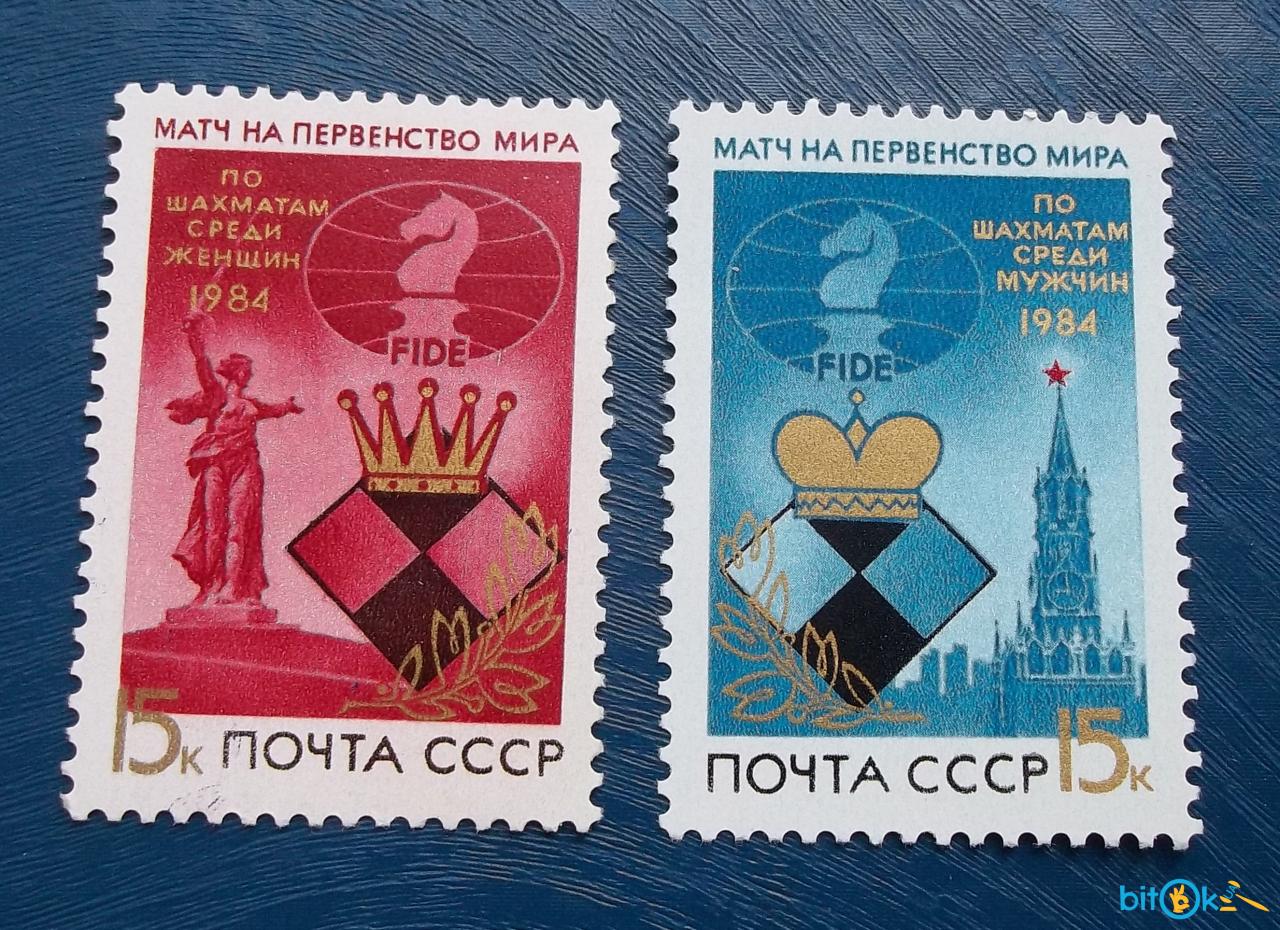 МАТЧ НА ПЕРВЕНСТВО МИРА
ПО
ШАХМАТАМ
СРЕДИ
ЖЕНЩИН
1984
FIDE
15к ПОЧТА СССР
МАТЧ НА ПЕРВЕНСТВО МИРА
ПО
ШАХМАТАМ
СРЕДИ
МУЖЧИН
1984
FIDE
ПОЧТА СССР 15к
bitOk